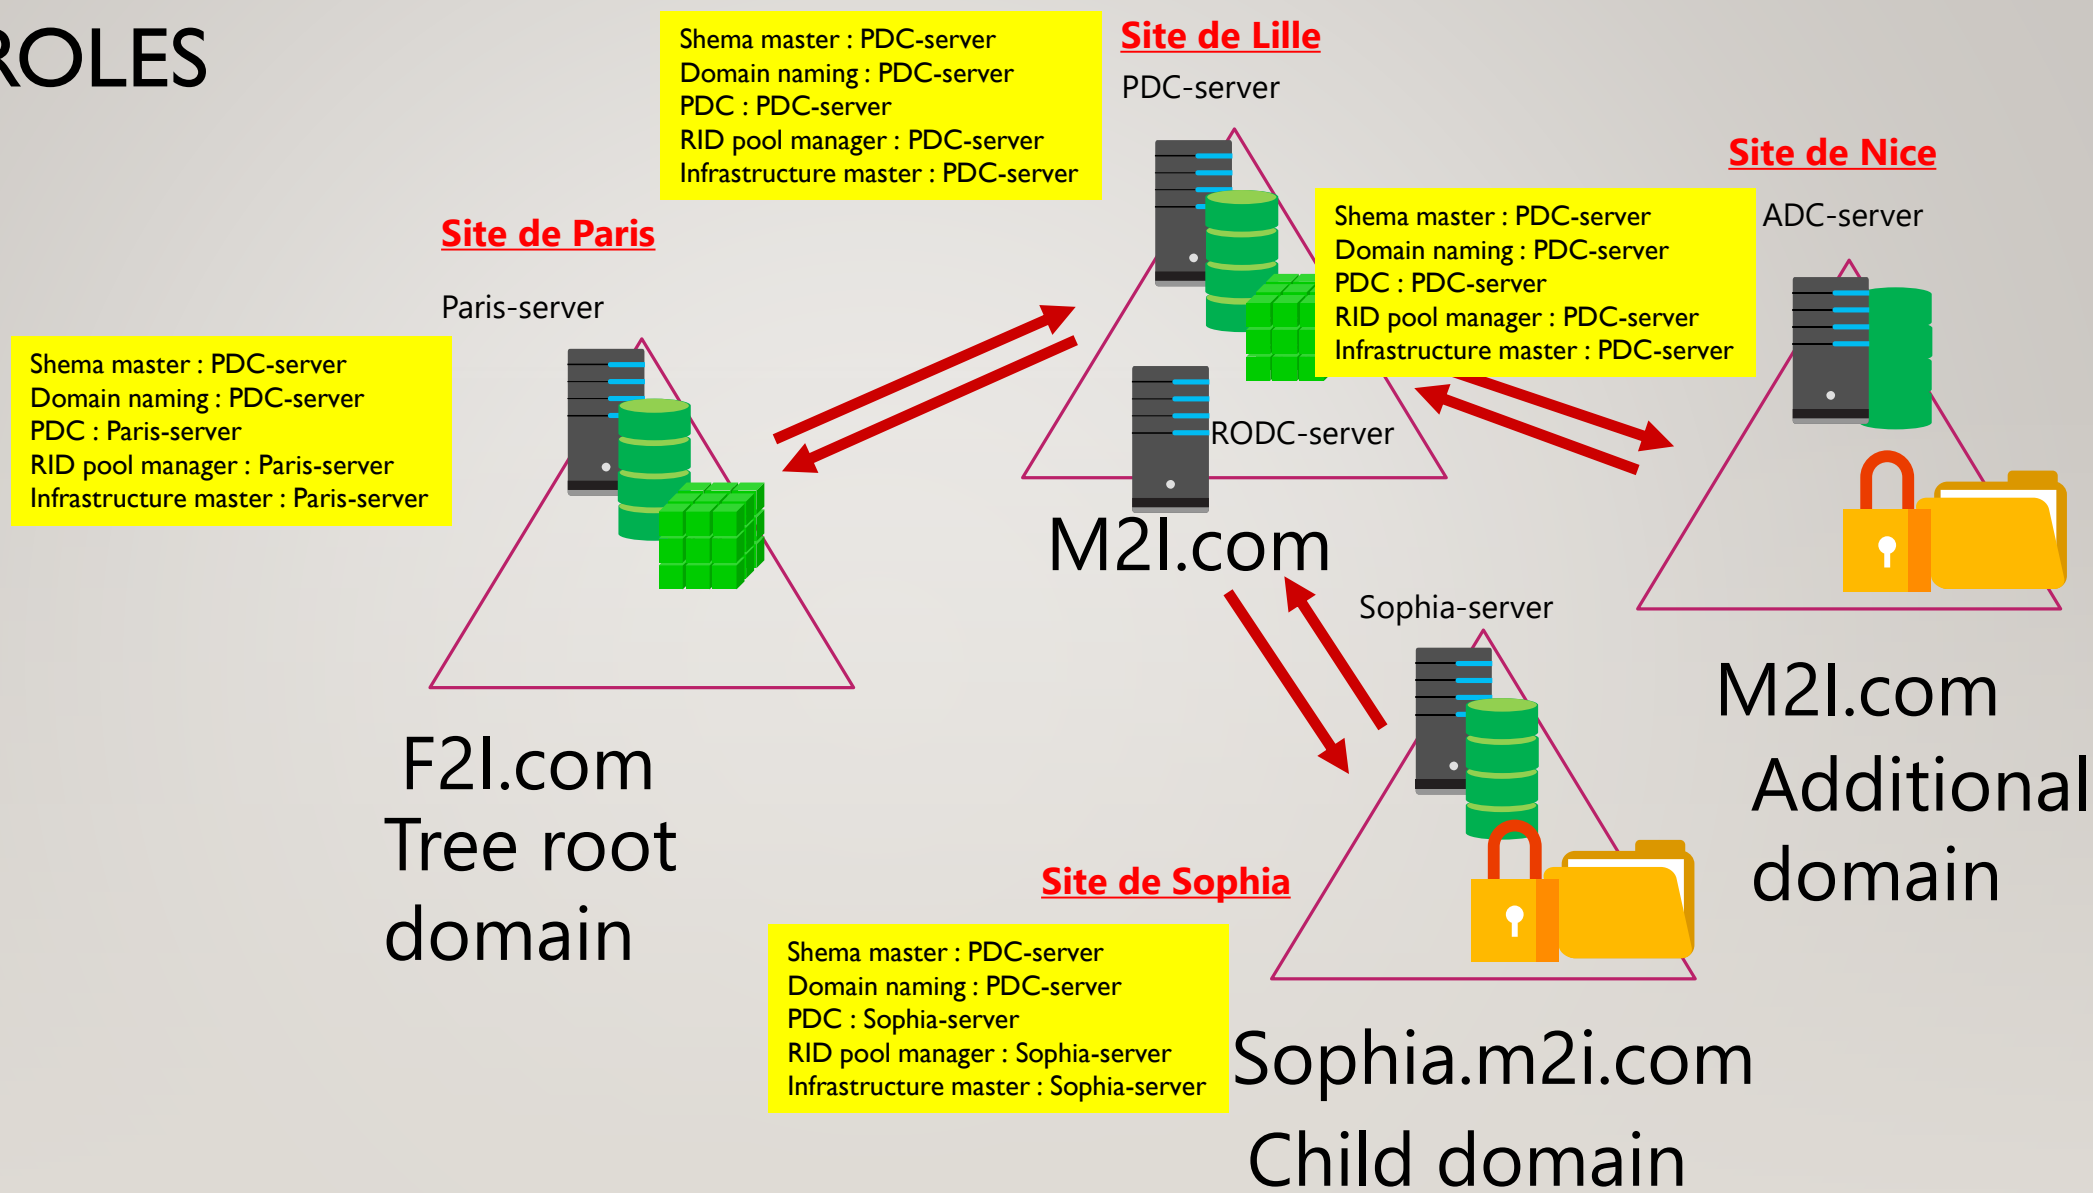 ROLES
Shema master : PDC-server
Domain naming : PDC-server
PDC : PDC-server
RID pool manager : PDC-server
Infrastructure master : PDC-server
Site de Lille
PDC-server
Site de Nice
ADC-server
Shema master : PDC-server
Domain naming : PDC-server
PDC : PDC-server
RID pool manager : PDC-server
Infrastructure master : PDC-server
Site de Paris
Paris-server
Shema master : PDC-server
Domain naming : PDC-server
PDC : Paris-server
RID pool manager : Paris-server
Infrastructure master : Paris-server
RODC-server
M2I.com
Sophia-server
M2I.com
Additional
domain
F2I.com
Tree root
domain
Site de Sophia
Shema master : PDC-server
Domain naming : PDC-server
PDC : Sophia-server
RID pool manager : Sophia-server
Infrastructure master : Sophia-server
Sophia.m2i.com
Child domain